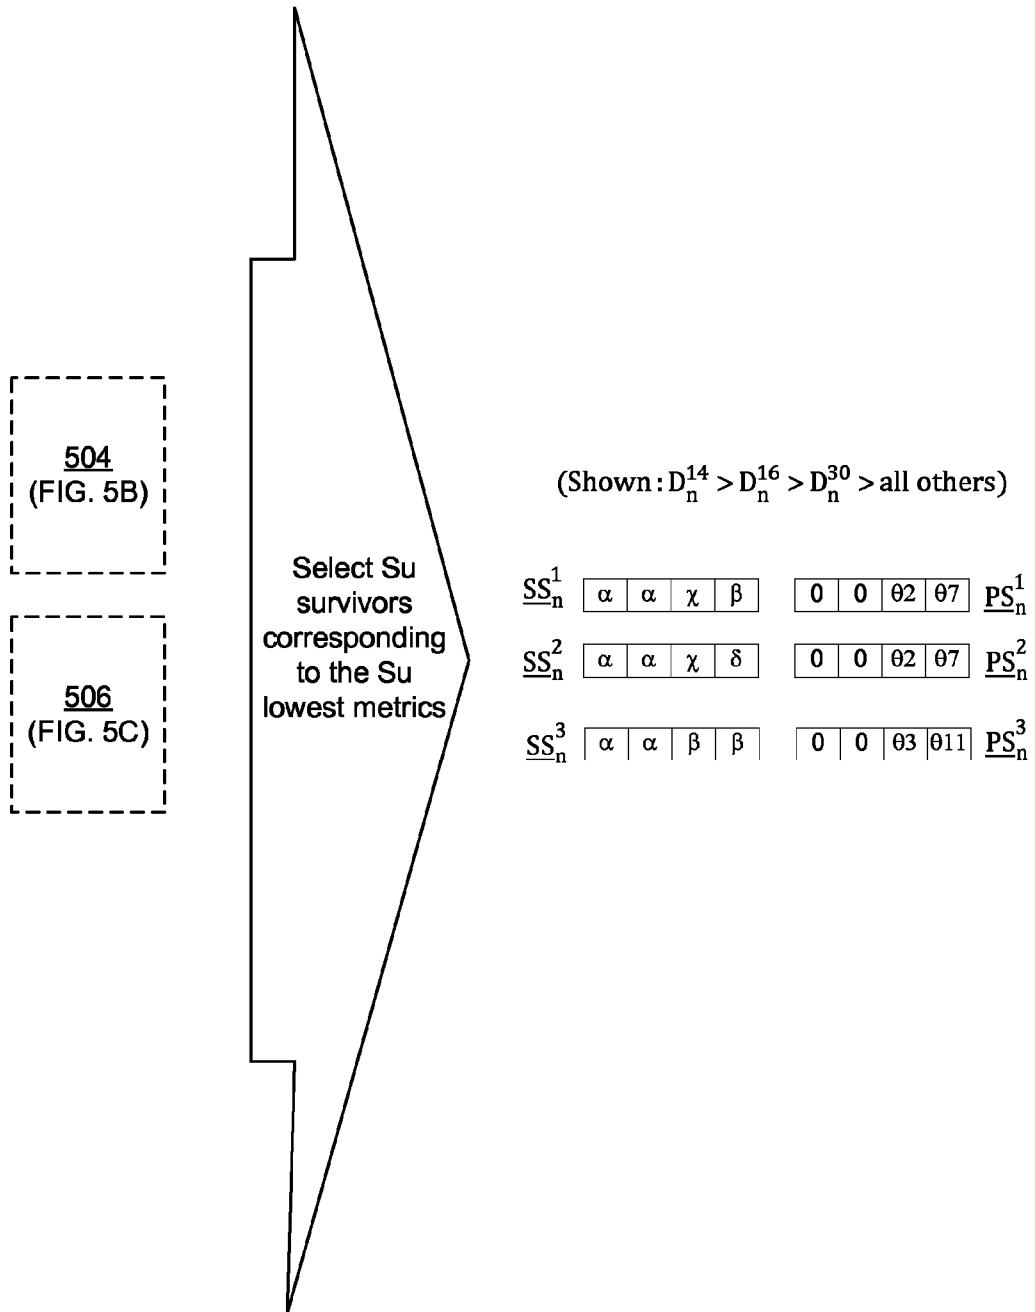 504
(FIG. 5B)
506
(FIG. 5C)
Select Su
survivors
corresponding
to the Su
lowest metrics
(Shown : D_n^14 > D_n^16 > D_n^30 > all others)
SS_n^1 α α χ β 0 0 θ2 θ7 PS_n^1
SS_n^2 α α χ δ 0 0 θ2 θ7 PS_n^2
SS_n^3 α α β β 0 0 θ3 θ11 PS_n^3